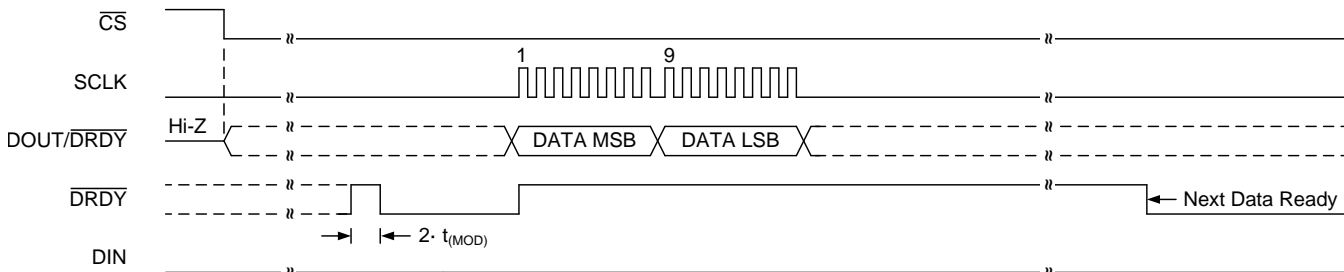 CS
1 9
SCLK
Hi-Z
DOUT/DRDY DATA MSB DATA LSB
DRDY
Next Data Ready
2· t(MOD)
DIN